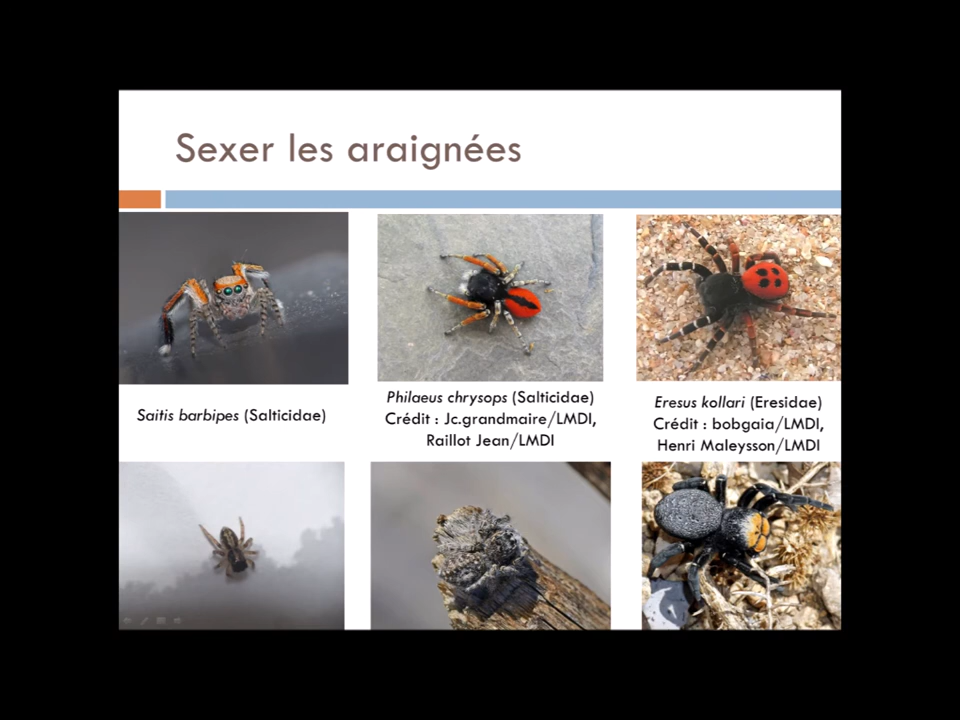 Sexer les araignées
Saitis barbipes (Salticidae)
Philaeus chrysops (Salticidae)
Crédit : Jc.grandmaire/LMDI,
Raillot Jean/LMDI
Eresus kollari (Eresidae)
Crédit : bobgaia/LMDI,
Henri Maleysson/LMDI